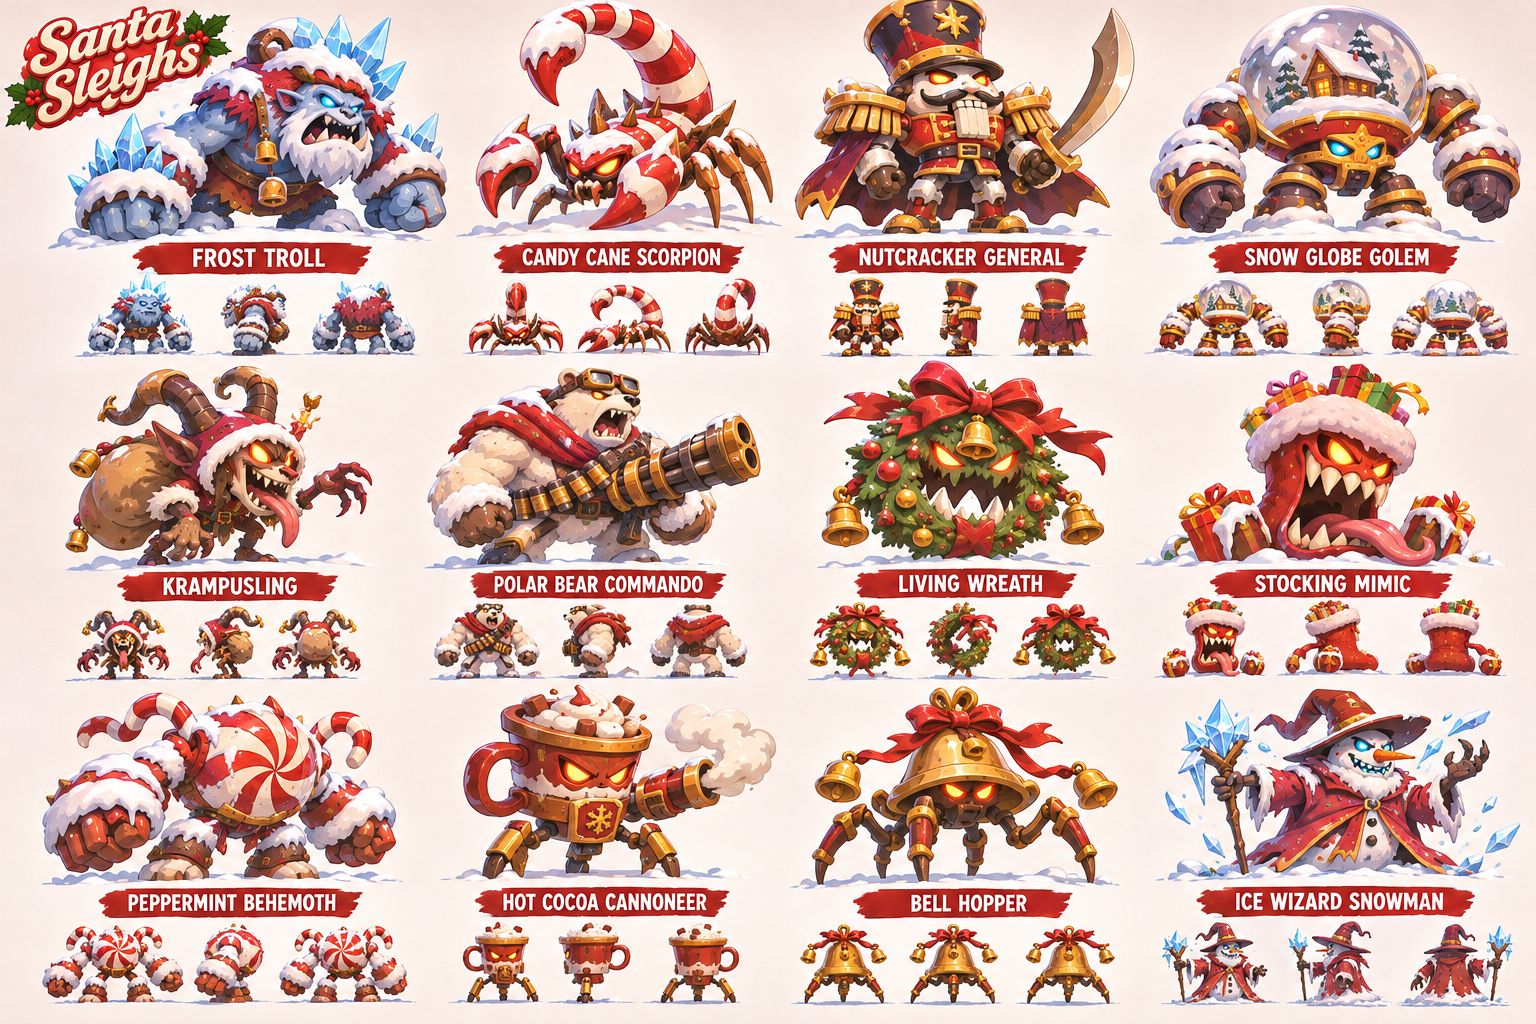 Santa
Sleighs
FROST TROLL
CANDY CANE SCORPION
NUTCRACKER GENERAL
SNOW GLOBE GOLEM
KRAMPUSLING
POLAR BEAR COMMANDO
LIVING WREATH
STOCKING MIMIC
PEPPERMINT BEHEMOTH
HOT COCOA CANNONEER
BELL HOPPER
ICE WIZARD SNOWMAN